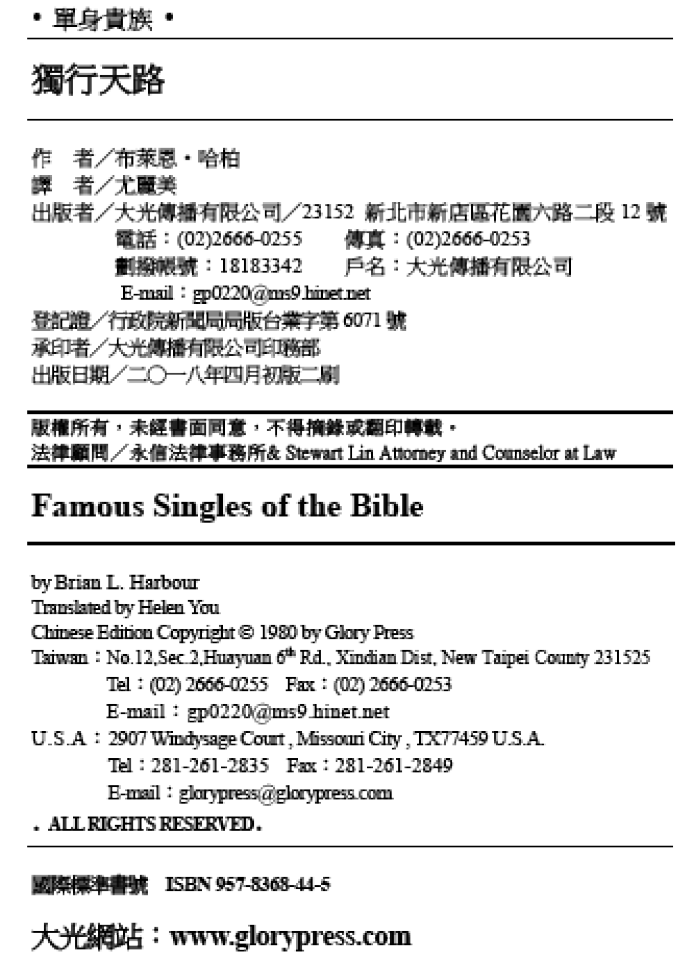 • 單身貴族 •
獨行天路
作　者／布萊恩・哈柏
譯　者／尤麗美
出版者／大光傳播有限公司／23152 新北市新店區花園六路二段 12 號
電話：(02)2666-0255　傳真：(02)2666-0253
劃撥帳號：18183342　戶名：大光傳播有限公司
E-mail：gp0220@ms9.hinet.net
登記證／行政院新聞局局版台業字第 6071 號
承印者／大光傳播有限公司印務部
出版日期／二〇一八年四月初版二刷
版權所有，未經書面同意，不得摘錄或翻印轉載。
法律顧問／永信法律事務所& Stewart Lin Attorney and Counselor at Law
Famous Singles of the Bible
by Brian L. Harbour
Translated by Helen You
Chinese Edition Copyright © 1980 by Glory Press
Taiwan：No.12,Sec.2,Huayuan 6th Rd., Xindian Dist, New Taipei County 231525
Tel：(02) 2666-0255　Fax：(02) 2666-0253
E-mail：gp0220@ms9.hinet.net
U.S.A：2907 Windysage Court , Missouri City , TX77459 U.S.A.
Tel：281-261-2835　Fax：281-261-2849
E-mail：glorypress@glorypress.com
. ALL RIGHTS RESERVED.
國際標準書號　ISBN 957-8368-44-5
大光網站：www.glorypress.com